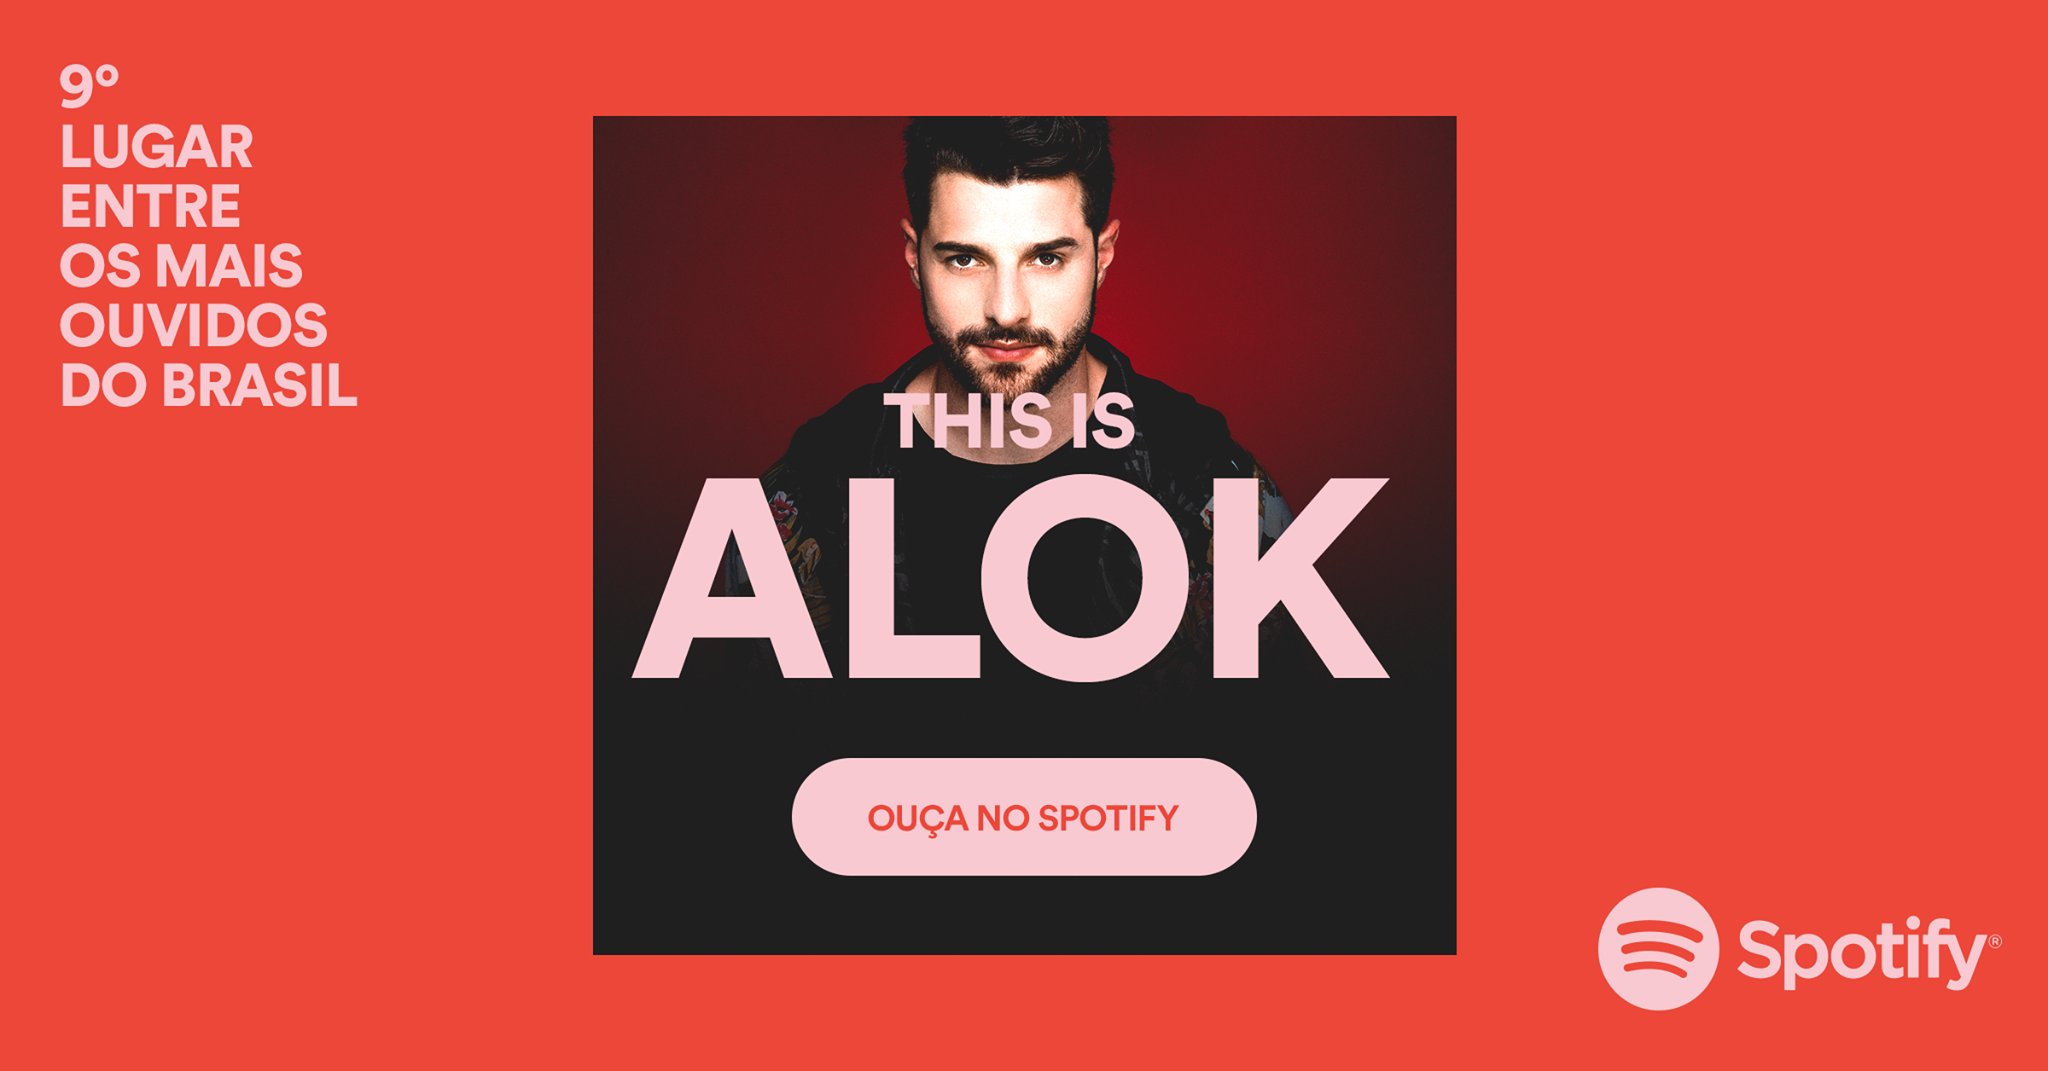 9º
LUGAR
ENTRE
OS MAIS
OUVIDOS
DO BRASIL
THIS IS
ALOK
OUÇA NO SPOTIFY
Spotify®